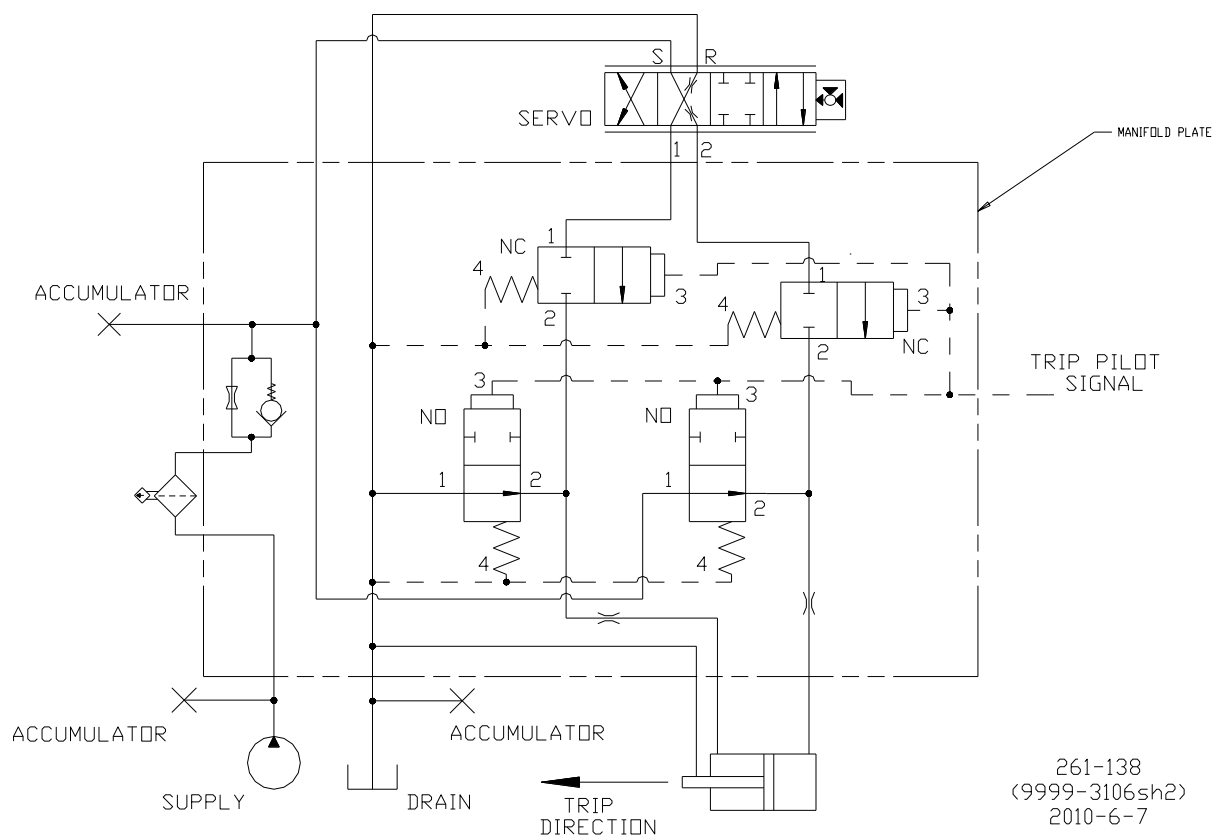 S R
SERVO
1 2
MANIFOLD PLATE
1
NC
4
3
2
ACCUMULATOR
1
4
3
2
NC
TRIP PILOT
SIGNAL
3
NO
1 2
4
3
NO
1
2
4
ACCUMULATOR
SUPPLY
DRAIN
ACCUMULATOR
TRIP
DIRECTION
261-138
(9999-3106sh2)
2010-6-7